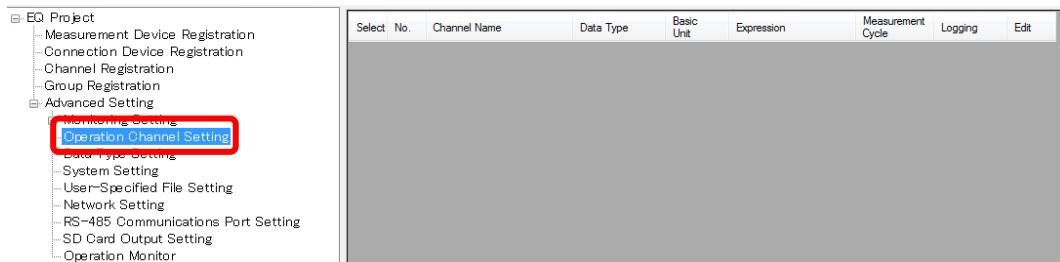 EQ Project
Measurement Device Registration
Connection Device Registration
Channel Registration
Group Registration
Advanced Setting
Monitoring Setting
Operation Channel Setting
Data Type Setting
System Setting
User-Specified File Setting
Network Setting
RS-485 Communications Port Setting
SD Card Output Setting
Operation Monitor
Select No. Channel Name Data Type Basic Unit Expression Measurement Cycle Logging Edit